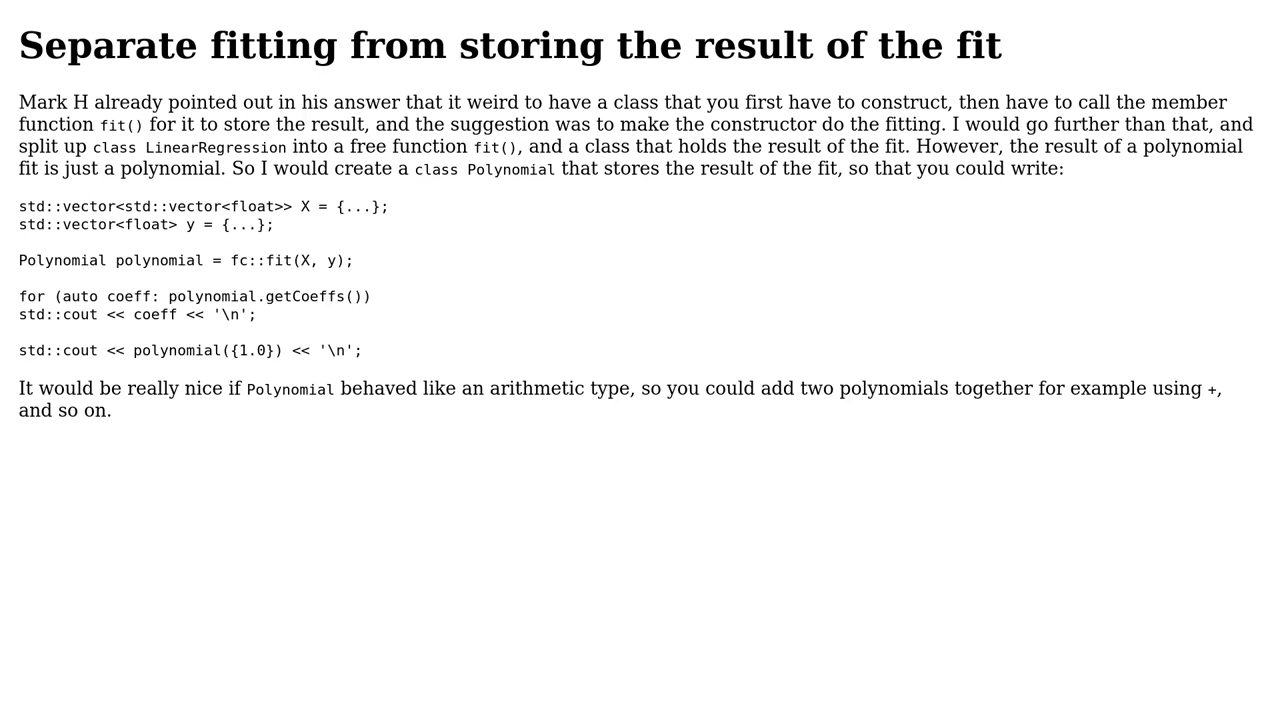 Separate fitting from storing the result of the fit
Mark H already pointed out in his answer that it weird to have a class that you first have to construct, then have to call the member
function fit() for it to store the result, and the suggestion was to make the constructor do the fitting. I would go further than that, and
split up class LinearRegression into a free function fit(), and a class that holds the result of the fit. However, the result of a polynomial
fit is just a polynomial. So I would create a class Polynomial that stores the result of the fit, so that you could write:
std::vector<std::vector<float>> X = {...};
std::vector<float> y = {...};
Polynomial polynomial = fc::fit(X, y);
for (auto coeff: polynomial.getCoeffs())
std::cout << coeff << '\n';
std::cout << polynomial({1.0}) << '\n';
It would be really nice if Polynomial behaved like an arithmetic type, so you could add two polynomials together for example using +,
and so on.